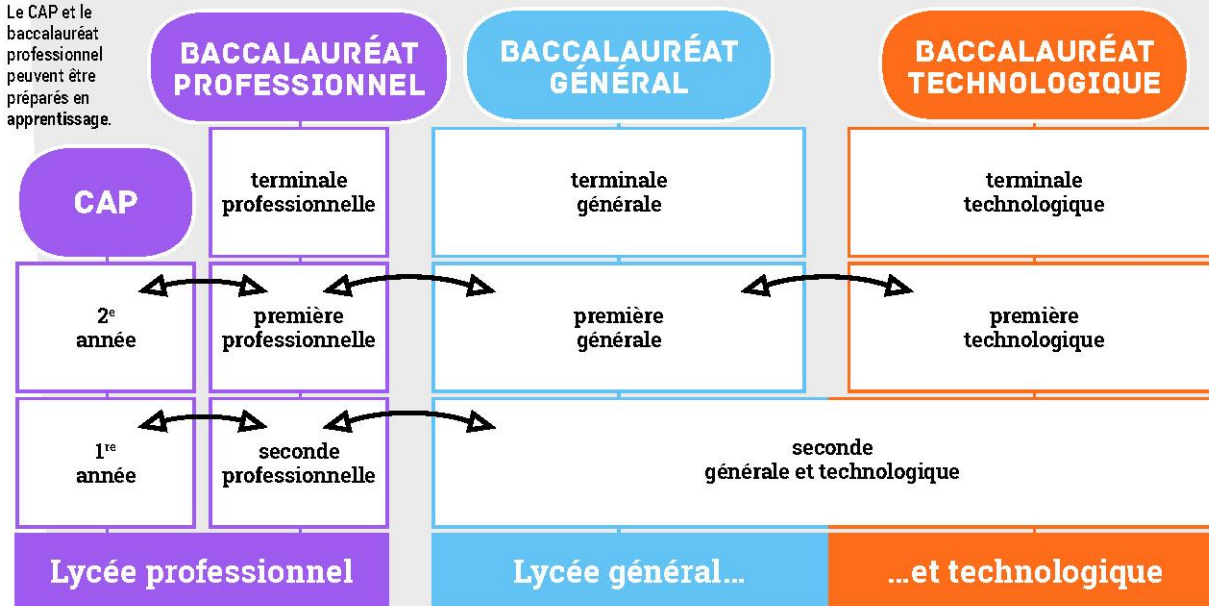 Le CAP et le
baccalauréat
professionnel
peuvent être
préparés en
apprentissage.
BACCALAURÉAT
PROFESSIONNEL
BACCALAURÉAT
GÉNÉRAL
BACCALAURÉAT
TECHNOLOGIQUE
CAP
terminale
professionnelle
terminale
générale
terminale
technologique
2e
année
première
professionnelle
première
générale
première
technologique
1re
année
seconde
professionnelle
seconde
générale et technologique
Lycée professionnel
Lycée général...
...et technologique